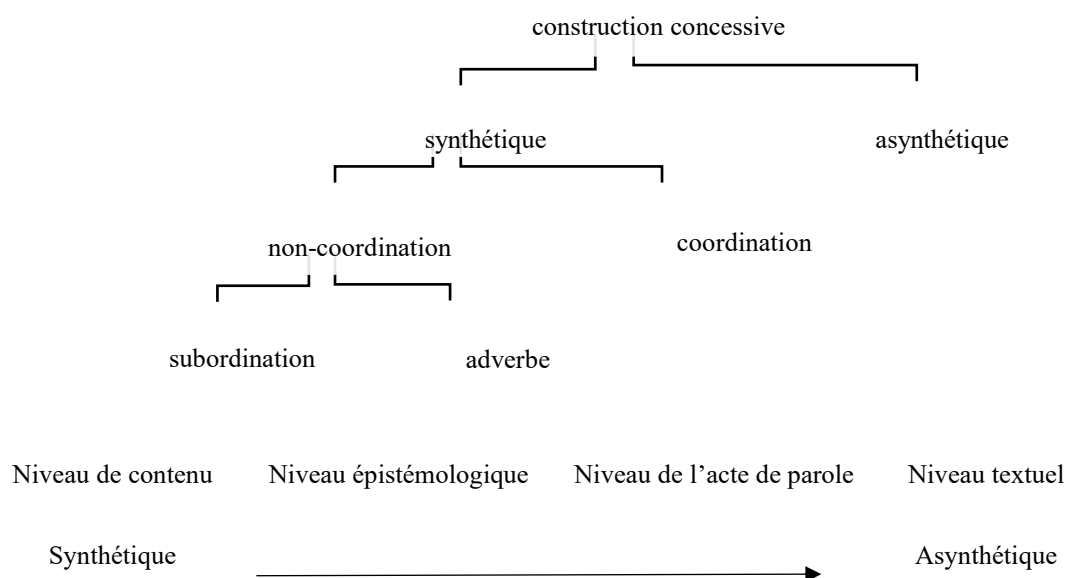 construction concessive
synthétique asynthétique
non-coordination coordination
subordination adverbe
Niveau de contenu Niveau épistémologique Niveau de l’acte de parole Niveau textuel
Synthétique Asynthétique